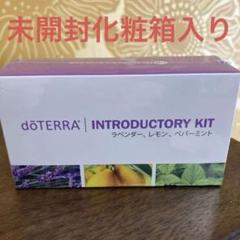 未開封化粧箱入り
dōTERRA | INTRODUCTORY KIT
ラベンダー、レモン、ペパーミント